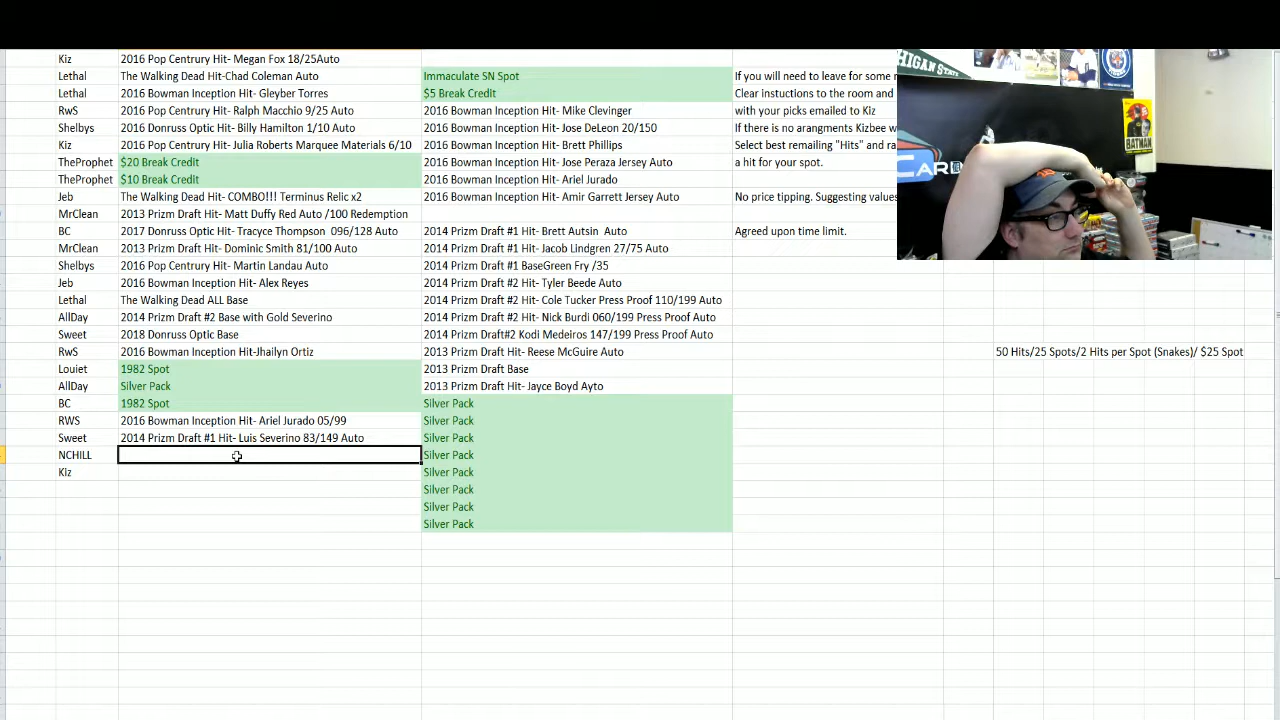 Kiz 2016 Pop Centrury Hit- Megan Fox 18/25Auto
Lethal The Walking Dead Hit-Chad Coleman Auto Immaculate SN Spot If you will need to leave for some
Lethal 2016 Bowman Inception Hit- Gleyber Torres $5 Break Credit Clear instuctions to the room and
RwS 2016 Pop Centrury Hit- Ralph Macchio 9/25 Auto 2016 Bowman Inception Hit- Mike Clevinger with your picks emailed to Kiz
Shelbys 2016 Donruss Optic Hit- Billy Hamilton 1/10 Auto 2016 Bowman Inception Hit- Jose DeLeon 20/150 If there is no arangments Kizbee w
Kiz 2016 Pop Centrury Hit- Julia Roberts Marquee Materials 6/10 2016 Bowman Inception Hit- Brett Phillips Select best remailing "Hits" and ra
TheProphet $20 Break Credit 2016 Bowman Inception Hit- Jose Peraza Jersey Auto a hit for your spot.
TheProphet $10 Break Credit 2016 Bowman Inception Hit- Ariel Jurado
Jeb The Walking Dead Hit- COMBO!!! Terminus Relic x2 2016 Bowman Inception Hit- Amir Garrett Jersey Auto No price tipping. Suggesting values
MrClean 2013 Prizm Draft Hit- Matt Duffy Red Auto /100 Redemption
BC 2017 Donruss Optic Hit- Tracyce Thompson 096/125 Auto 2014 Prizm Draft #1 Hit- Brett Autsin Auto Agreed upon time limit.
MrClean 2013 Prizm Draft Hit- Dominic Smith 81/100 Auto 2014 Prizm Draft #1 Hit- Jacob Lindgren 27/75 Auto
Shelbys 2016 Pop Centrury Hit- Martin Landau Auto 2014 Prizm Draft #1 BaseGreen Fry /35
Jeb 2016 Bowman Inception Hit- Alex Reyes 2014 Prizm Draft #2 Hit- Tyler Beede Auto
Lethal The Walking Dead ALL Base 2014 Prizm Draft #2 Hit- Cole Tucker Press Proof 110/199 Auto
AllDay 2014 Prizm Draft #2 Base with Gold Severino 2014 Prizm Draft #2 Hit- Nick Burdi 060/199 Press Proof Auto
Sweet 2018 Donruss Optic Base 2014 Prizm Draft#2 Kodi Medeiros 147/199 Press Proof Auto
RwS 2016 Bowman Inception Hit-Jhailyn Ortiz 2013 Prizm Draft Hit- Reese McGuire Auto 50 Hits/25 Spots/2 Hits per Spot (Snakes)/ $25 Spot
Louiet 1982 Spot 2013 Prizm Draft Base
AllDay Silver Pack 2013 Prizm Draft Hit- Jayce Boyd Ayto
BC 1982 Spot Silver Pack
RWS 2016 Bowman Inception Hit- Ariel Jurado 05/99 Silver Pack
Sweet 2014 Prizm Draft #1 Hit- Luis Severino 83/149 Auto Silver Pack
NCHILL Silver Pack
Kiz Silver Pack
Silver Pack
Silver Pack
Silver Pack
HIGAN STATE
BATMAN